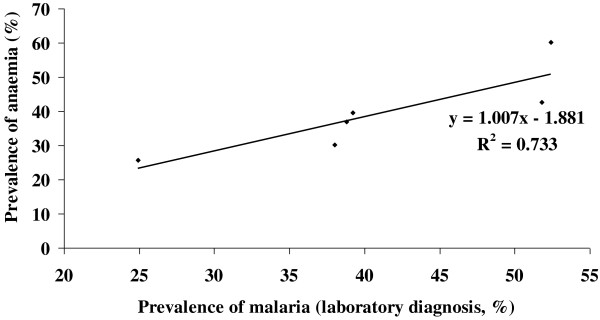 Prevalence of anaemia (%)
70
60
50
40
30
20
10
0
y = 1.007x - 1.881
R² = 0.733
20 25 30 35 40 45 50 55
Prevalence of malaria (laboratory diagnosis, %)